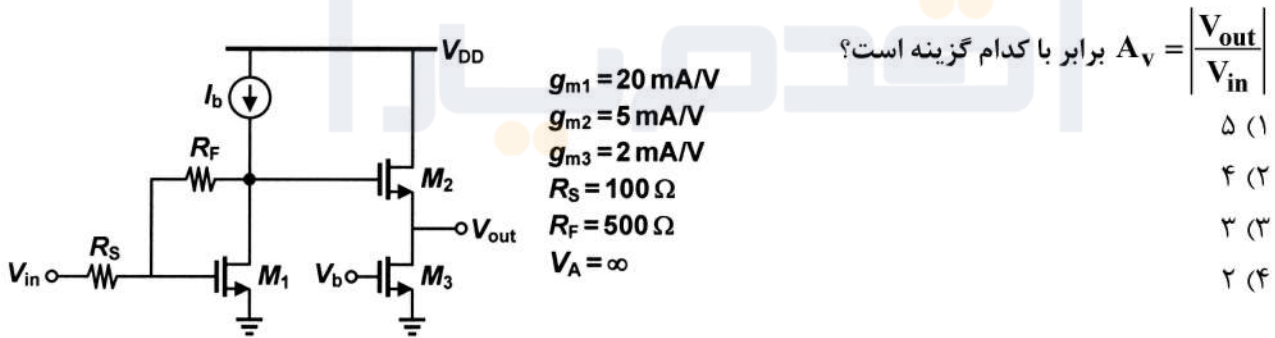 A_v = |V_out / V_in| برابر با کدام گزینه است؟
۱) ۵
۲) ۴
۳) ۳
۴) ۲
V_DD
I_b
R_F
M_2
V_out
R_S
V_in
M_1
V_b
M_3
g_m1 = 20 mA/V
g_m2 = 5 mA/V
g_m3 = 2 mA/V
R_S = 100 Ω
R_F = 500 Ω
V_A = ∞